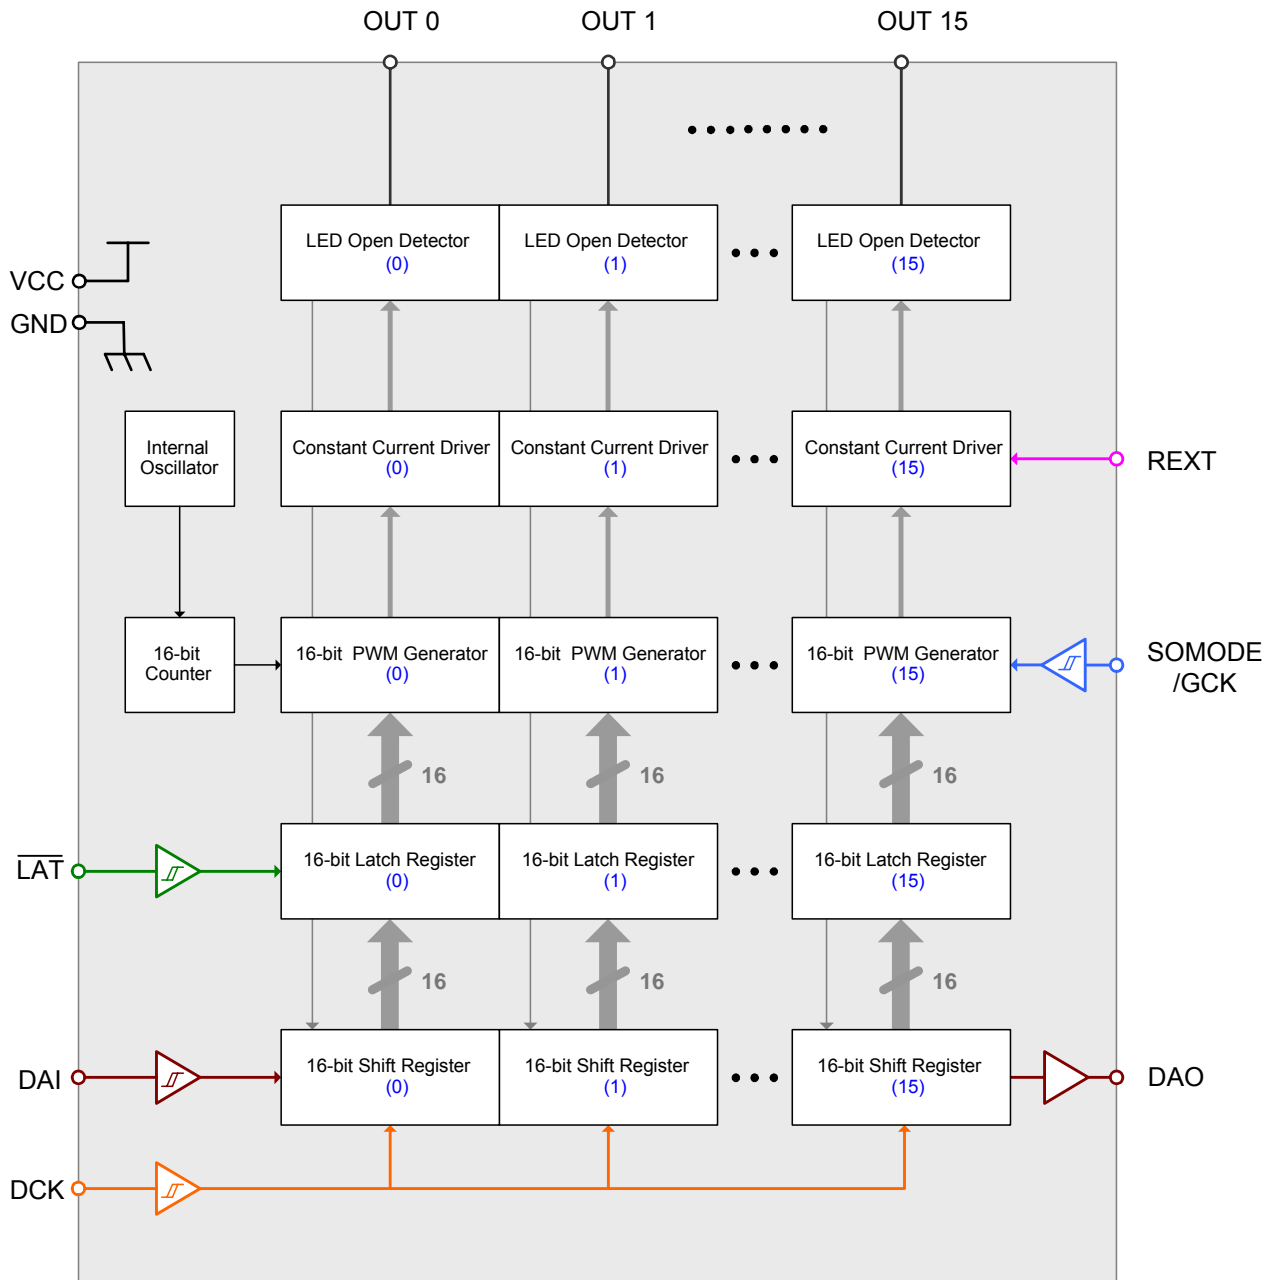 OUT 0 OUT 1 OUT 15
LED Open Detector
(0)
LED Open Detector
(1)
LED Open Detector
(15)
VCC
GND
Internal
Oscillator
Constant Current Driver
(0)
Constant Current Driver
(1)
Constant Current Driver
(15)
REXT
16-bit
Counter
16-bit PWM Generator
(0)
16-bit PWM Generator
(1)
16-bit PWM Generator
(15)
SOMODE
/GCK
16 16 16
LAT
16-bit Latch Register
(0)
16-bit Latch Register
(1)
16-bit Latch Register
(15)
16 16 16
DAI
16-bit Shift Register
(0)
16-bit Shift Register
(1)
16-bit Shift Register
(15)
DAO
DCK